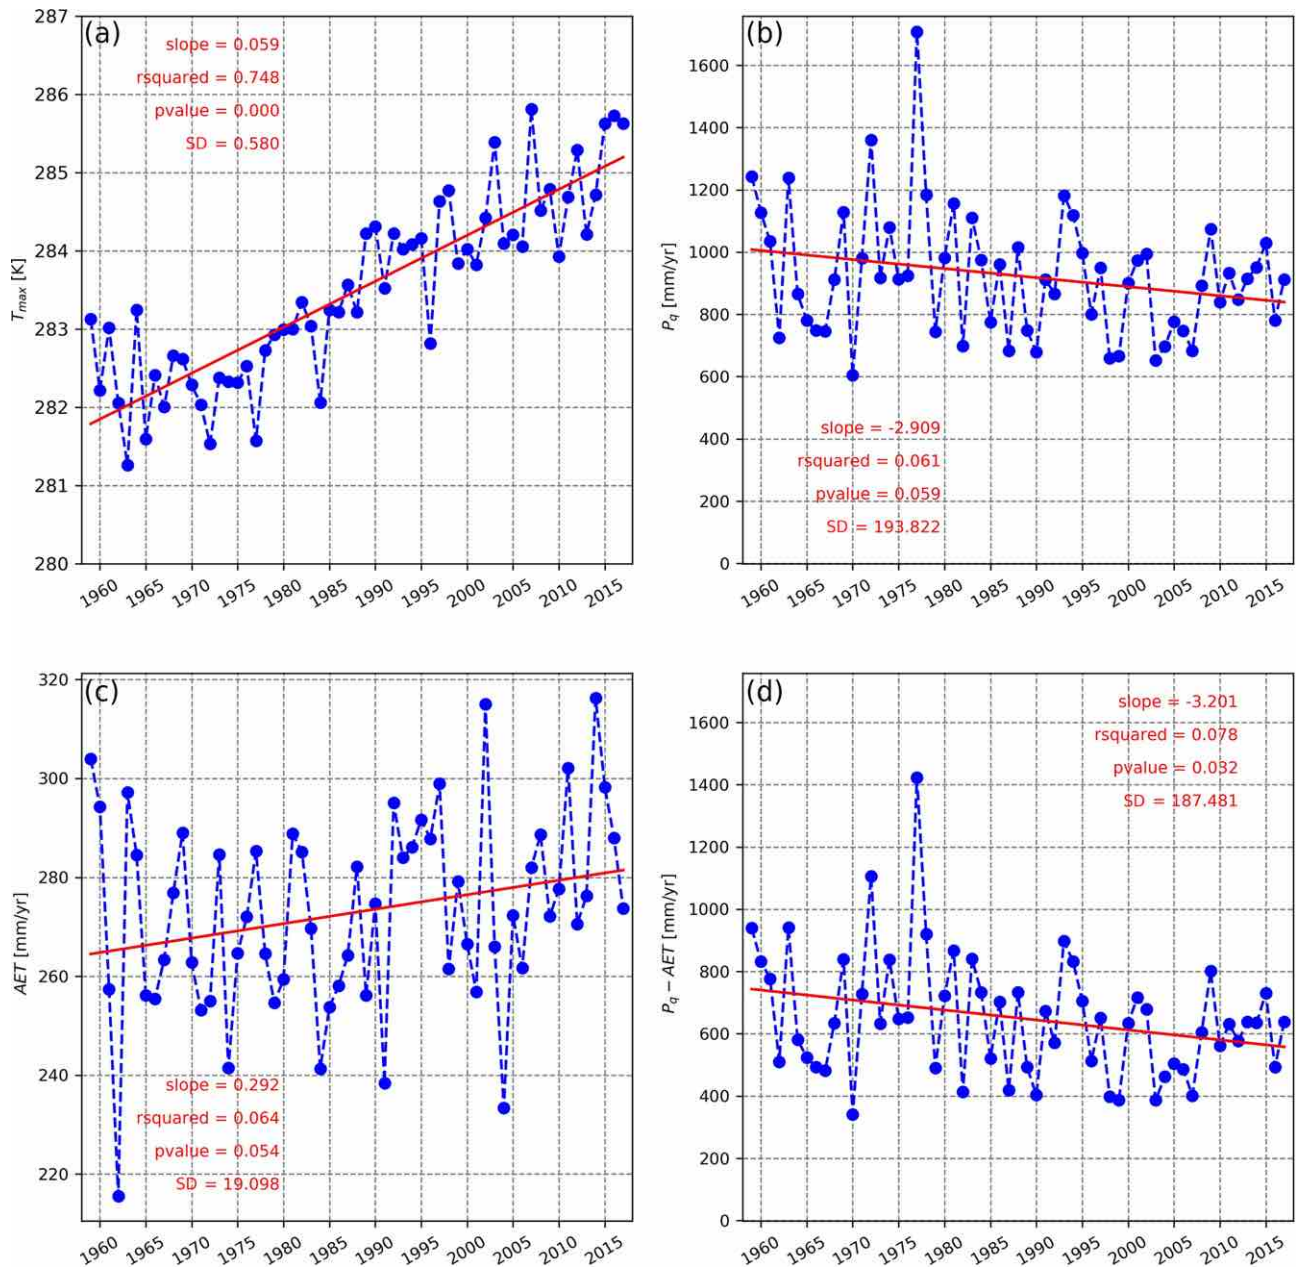 (a)
slope = 0.059
rsquared = 0.748
pvalue = 0.000
SD = 0.580
287
286
285
284
283
282
281
280
T_max [K]
1960 1965 1970 1975 1980 1985 1990 1995 2000 2005 2010 2015
(b)
1600
1400
1200
1000
800
600
400
200
0
P_q [mm/yr]
slope = -2.909
rsquared = 0.061
pvalue = 0.059
SD = 193.822
1960 1965 1970 1975 1980 1985 1990 1995 2000 2005 2010 2015
(c)
320
300
280
260
240
220
AET [mm/yr]
slope = 0.292
rsquared = 0.064
pvalue = 0.054
SD = 19.098
1960 1965 1970 1975 1980 1985 1990 1995 2000 2005 2010 2015
(d)
slope = -3.201
rsquared = 0.078
pvalue = 0.032
SD = 187.481
1600
1400
1200
1000
800
600
400
200
0
P_q − AET [mm/yr]
1960 1965 1970 1975 1980 1985 1990 1995 2000 2005 2010 2015